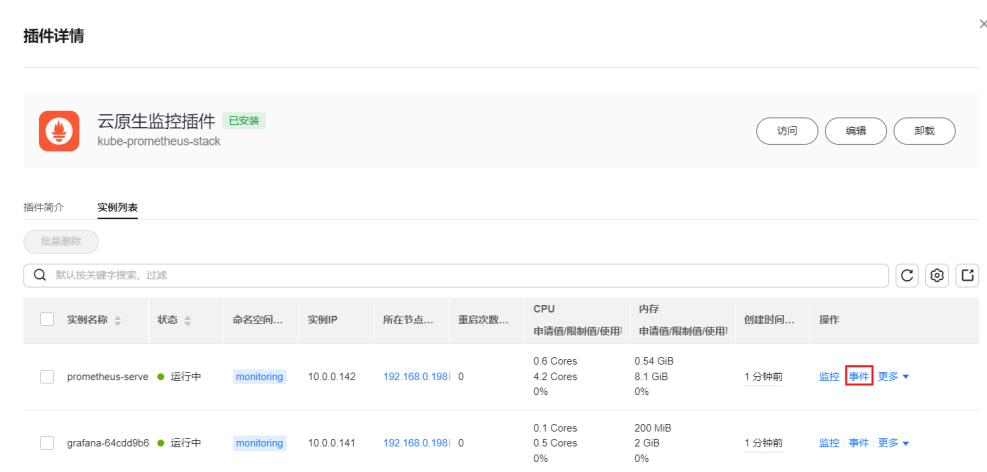 插件详情
云原生监控插件 已安装
kube-prometheus-stack
访问 编辑 卸载
插件简介 实例列表
批量删除
默认按关键字搜索、过滤
实例名称 状态 命名空间... 实例IP 所在节点... 重启次数... CPU 内存 创建时间... 操作
申请值/限制值/使用 申请值/限制值/使用
prometheus-serve 运行中 monitoring 10.0.0.142 192.168.0.198 0 0.6 Cores 0.54 GiB 1 分钟前 监控 事件 更多
4.2 Cores 8.1 GiB
0% 0%
grafana-64cdd9b6 运行中 monitoring 10.0.0.141 192.168.0.198 0 0.1 Cores 200 MiB 1 分钟前 监控 事件 更多
0.5 Cores 2 GiB
0% 0%